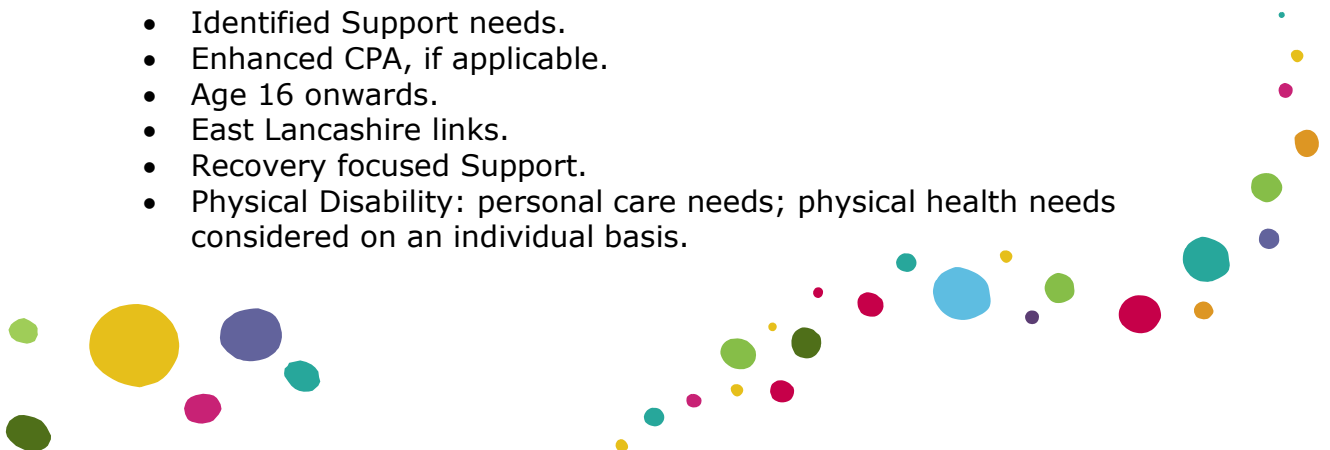 • Identified Support needs.
• Enhanced CPA, if applicable.
• Age 16 onwards.
• East Lancashire links.
• Recovery focused Support.
• Physical Disability: personal care needs; physical health needs
considered on an individual basis.